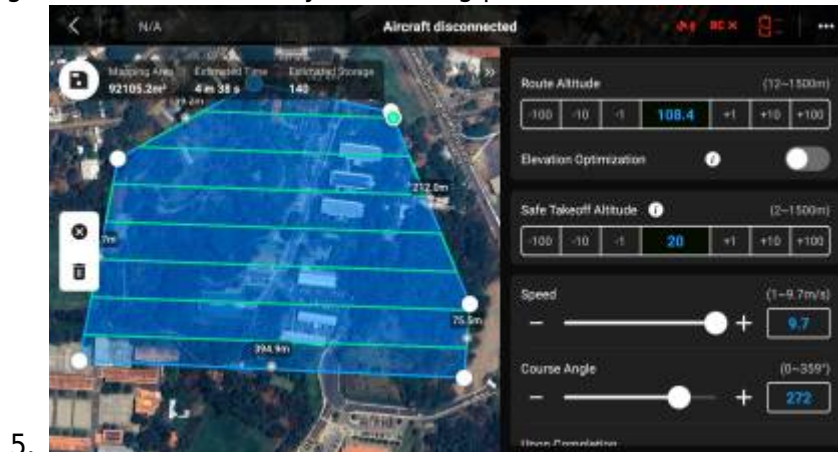 N/A Aircraft disconnected RC ×
Mapping Area Estimated Time Estimated Storage
92105.2m² 4 m 38 s 140
212.0m
75.5m
394.9m
Route Altitude (12~1500m)
-100 -10 -1 108.4 +1 +10 +100
Elevation Optimization
Safe Takeoff Altitude (2~1500m)
-100 -10 -1 20 +1 +10 +100
Speed (1~9.7m/s)
− + 9.7
Course Angle (0~359°)
− + 272
Upon Completion
5.